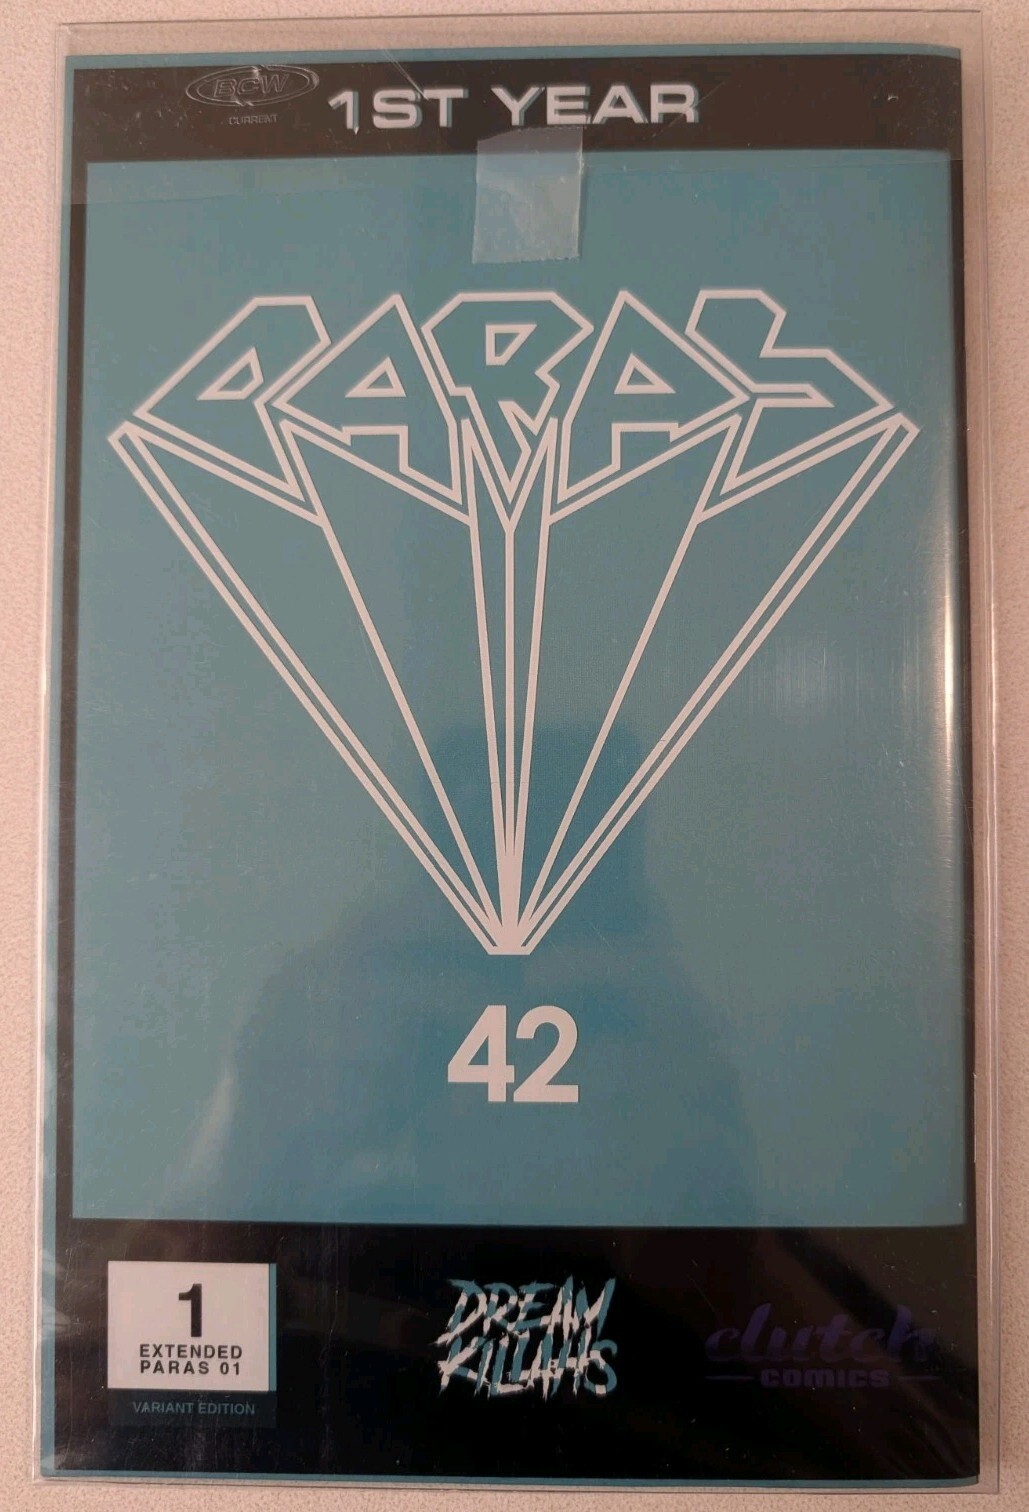 BCW
CURRENT
1ST YEAR
PARAS
42
1
EXTENDED
PARAS 01
VARIANT EDITION
DREAM
KILLAHS
clutch
COMICS